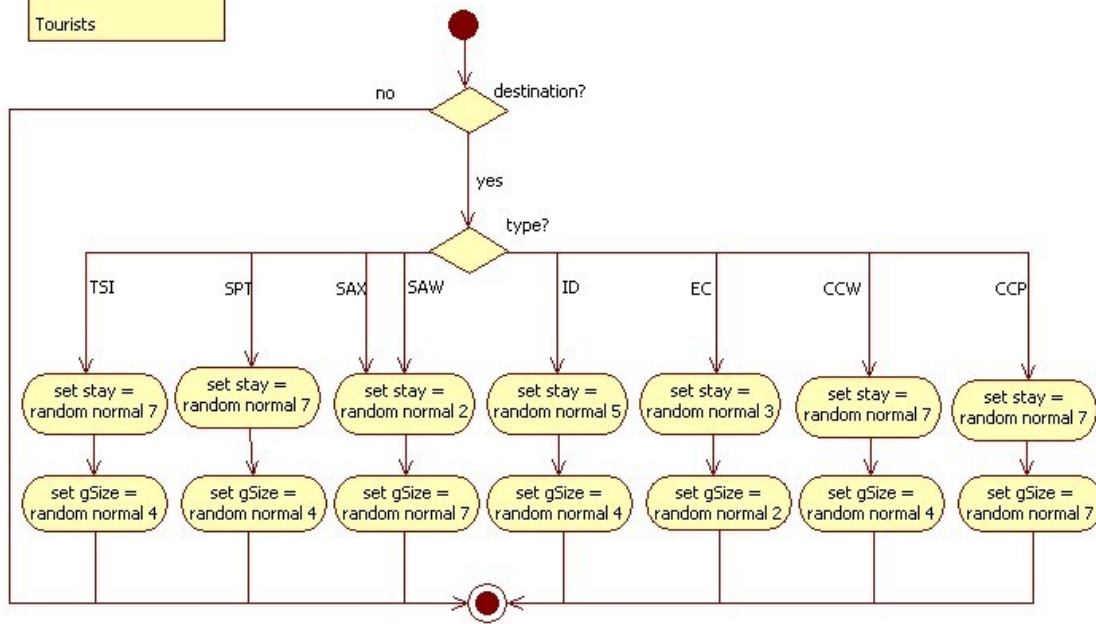 Tourists
no
destination?
yes
type?
TSI
SPT
SAX
SAW
ID
EC
CCW
CCP
set stay =
random normal 7
set stay =
random normal 7
set stay =
random normal 2
set stay =
random normal 5
set stay =
random normal 3
set stay =
random normal 7
set stay =
random normal 7
set gSize =
random normal 4
set gSize =
random normal 4
set gSize =
random normal 7
set gSize =
random normal 4
set gSize =
random normal 2
set gSize =
random normal 4
set gSize =
random normal 7